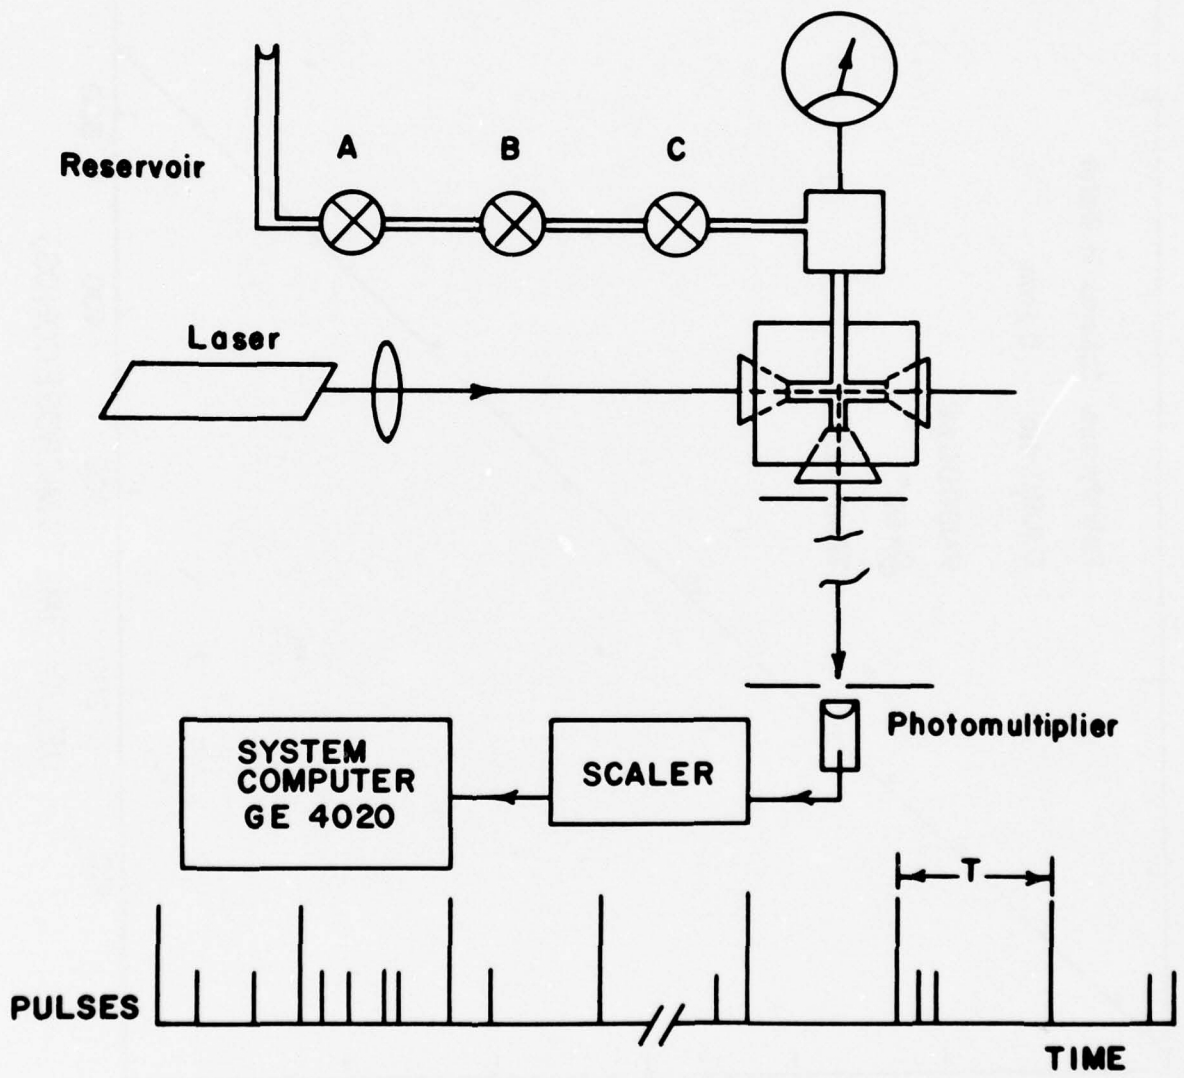 Reservoir
A
B
C
Laser
Photomultiplier
SYSTEM
COMPUTER
GE 4020
SCALER
T
PULSES
TIME